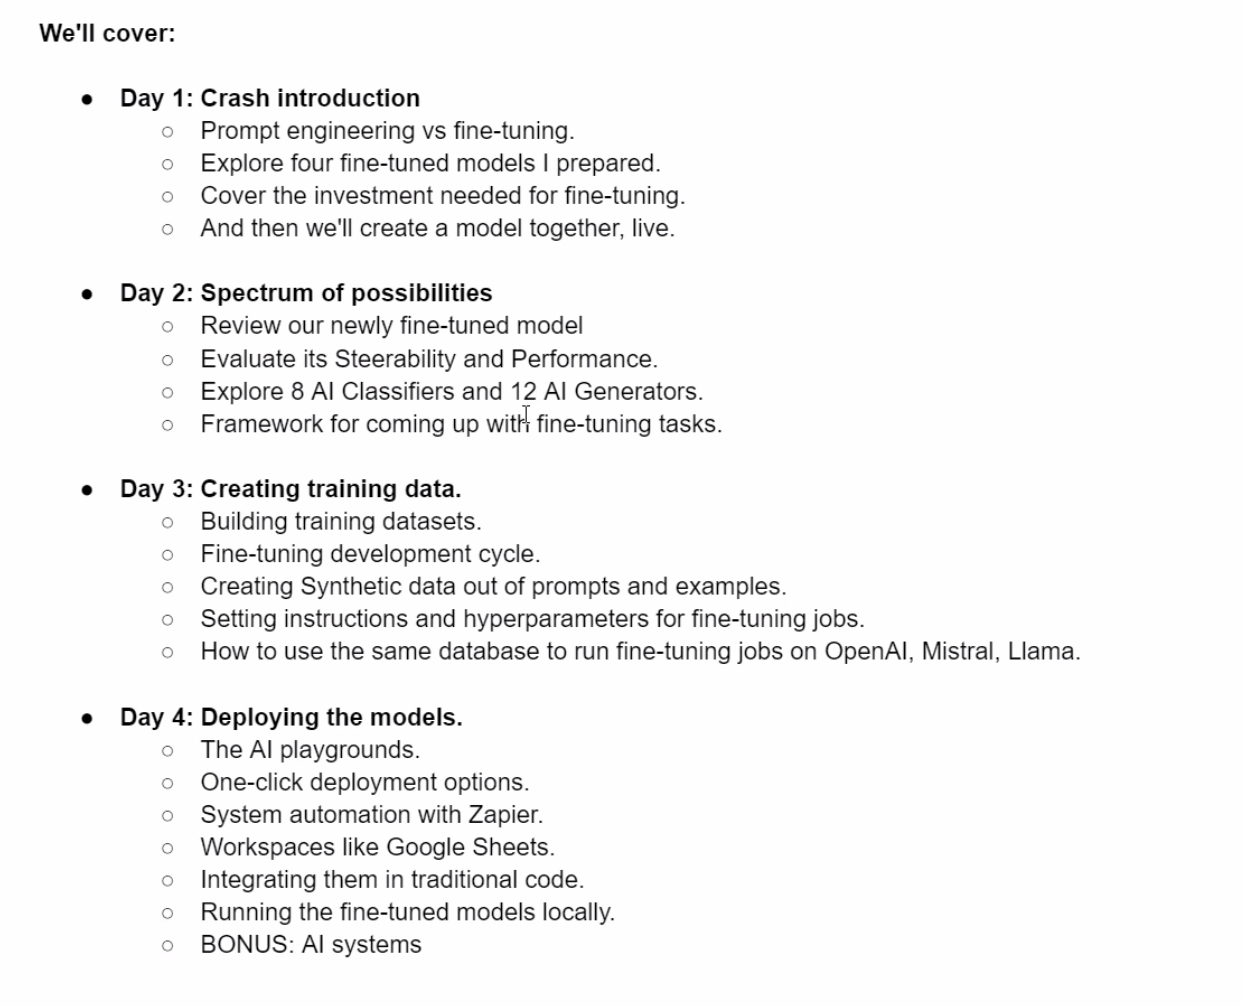 We'll cover:
● Day 1: Crash introduction
○ Prompt engineering vs fine-tuning.
○ Explore four fine-tuned models I prepared.
○ Cover the investment needed for fine-tuning.
○ And then we'll create a model together, live.
● Day 2: Spectrum of possibilities
○ Review our newly fine-tuned model
○ Evaluate its Steerability and Performance.
○ Explore 8 AI Classifiers and 12 AI Generators.
○ Framework for coming up with fine-tuning tasks.
● Day 3: Creating training data.
○ Building training datasets.
○ Fine-tuning development cycle.
○ Creating Synthetic data out of prompts and examples.
○ Setting instructions and hyperparameters for fine-tuning jobs.
○ How to use the same database to run fine-tuning jobs on OpenAI, Mistral, Llama.
● Day 4: Deploying the models.
○ The AI playgrounds.
○ One-click deployment options.
○ System automation with Zapier.
○ Workspaces like Google Sheets.
○ Integrating them in traditional code.
○ Running the fine-tuned models locally.
○ BONUS: AI systems